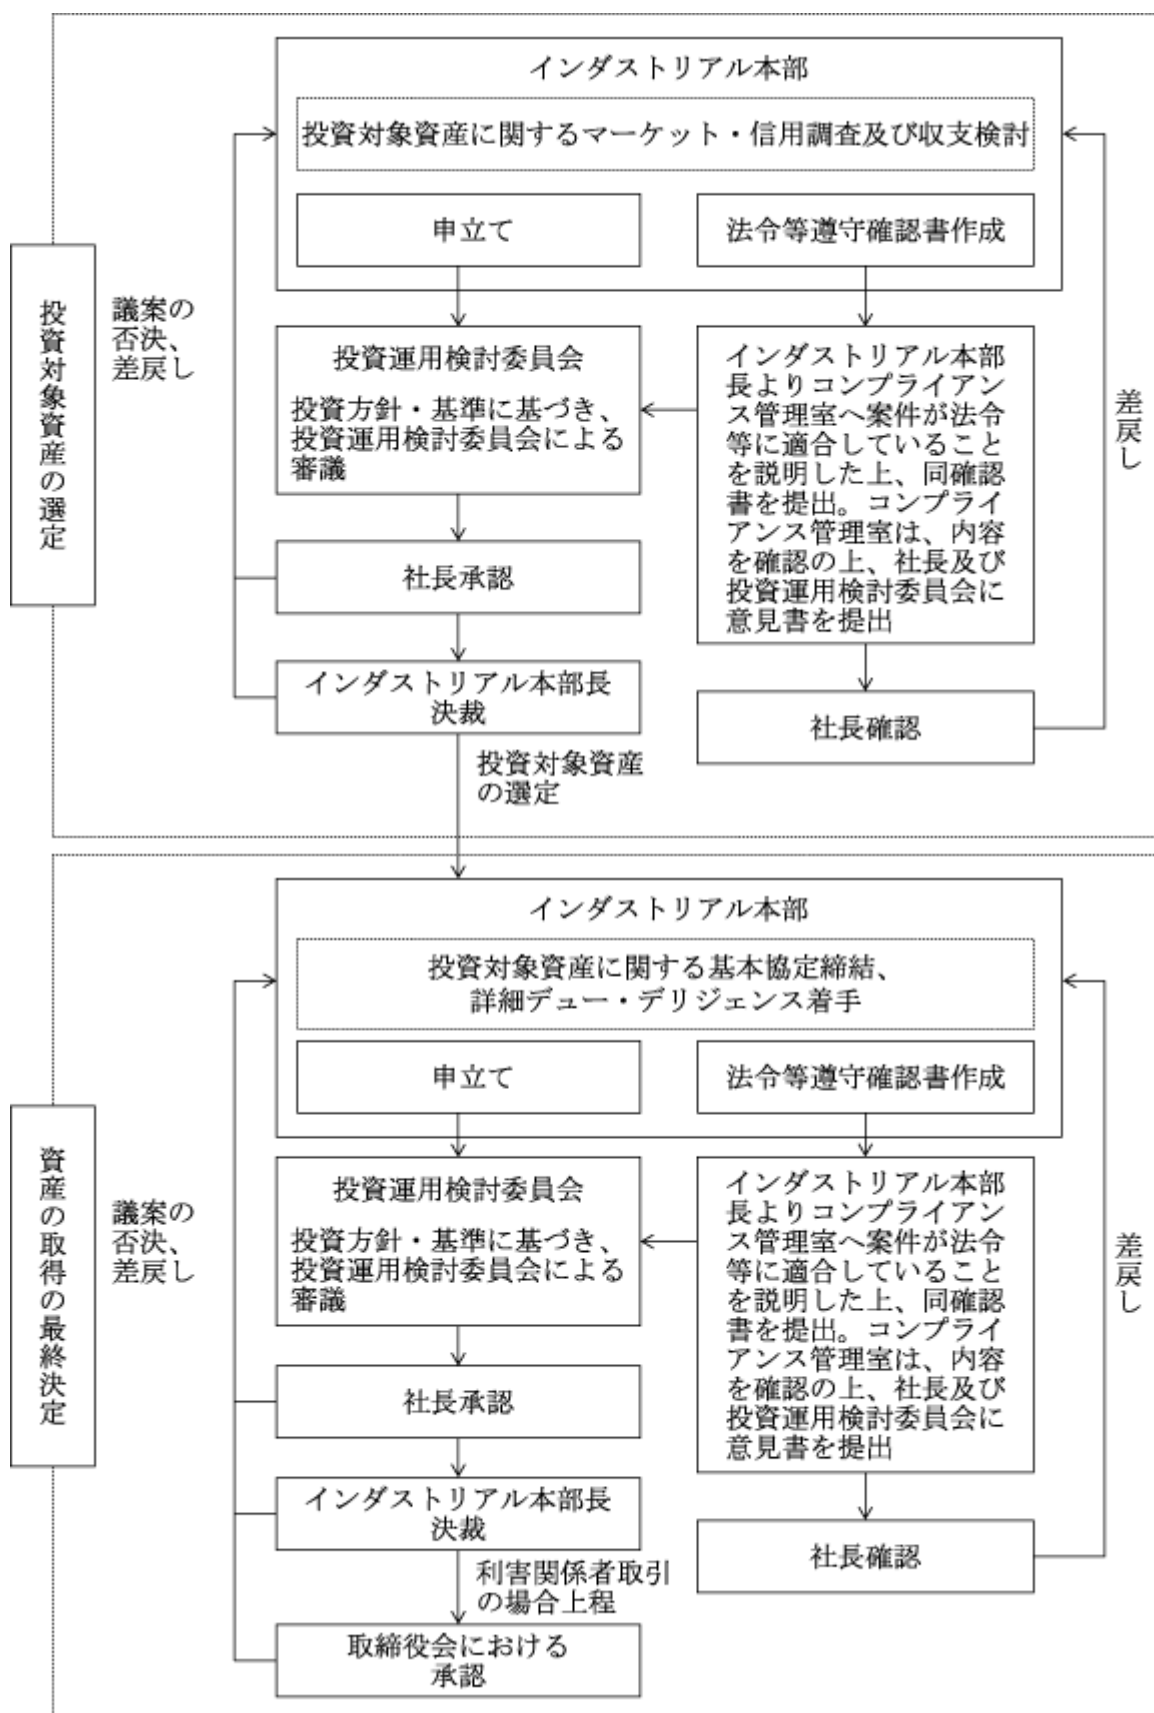 投資対象資産の選定
インダストリアル本部
投資対象資産に関するマーケット・信用調査及び収支検討
申立て
法令等遵守確認書作成
議案の
否決、
差戻し
投資運用検討委員会
投資方針・基準に基づき、
投資運用検討委員会による
審議
インダストリアル本部
長よりコンプライアン
ス管理室へ案件が法令
等に適合していること
を説明した上、同確認
書を提出。コンプライ
アンス管理室は、内容
を確認の上、社長及び
投資運用検討委員会に
意見書を提出
差戻し
社長承認
インダストリアル本部長
決裁
社長確認
投資対象資産
の選定
資産の取得の最終決定
インダストリアル本部
投資対象資産に関する基本協定締結、
詳細デュー・デリジェンス着手
申立て
法令等遵守確認書作成
議案の
否決、
差戻し
投資運用検討委員会
投資方針・基準に基づき、
投資運用検討委員会による
審議
インダストリアル本部
長よりコンプライアン
ス管理室へ案件が法令
等に適合していること
を説明した上、同確認
書を提出。コンプライ
アンス管理室は、内容
を確認の上、社長及び
投資運用検討委員会に
意見書を提出
差戻し
社長承認
インダストリアル本部長
決裁
社長確認
利害関係者取引
の場合上程
取締役会における
承認